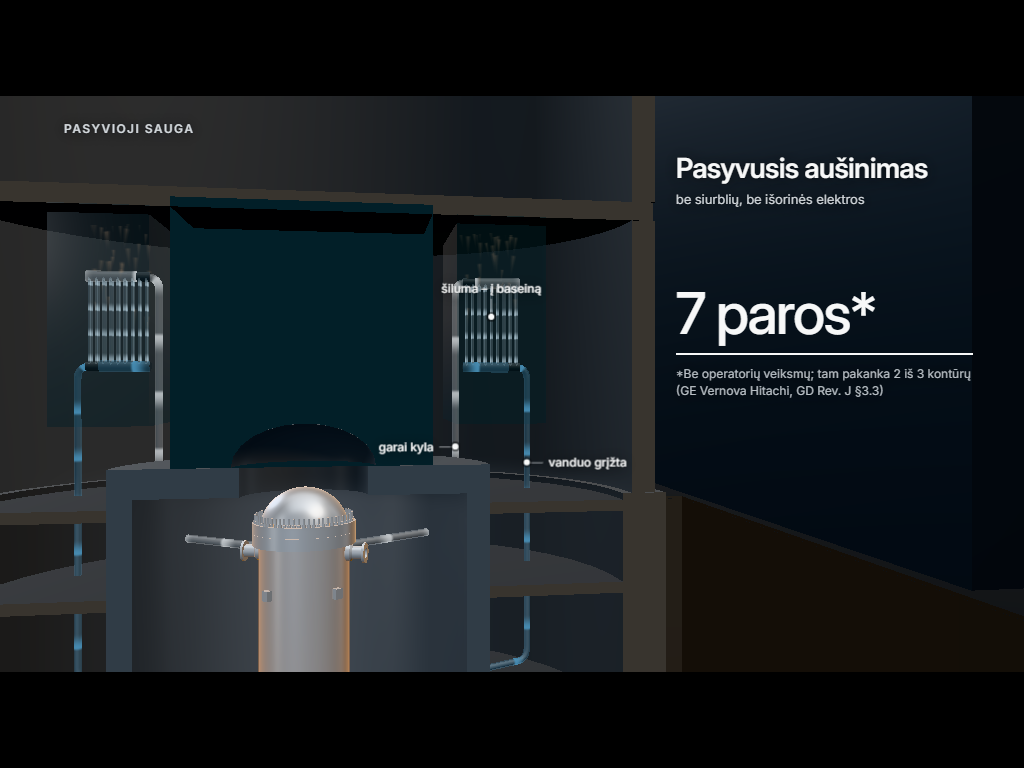 PASYVIOJI SAUGA
Pasyvusis aušinimas
be siurblių, be išorinės elektros
šiluma – į baseiną
7 paros*
*Be operatorių veiksmų; tam pakanka 2 iš 3 kontūrų
(GE Vernova Hitachi, GD Rev. J §3.3)
garai kyla
vanduo grįžta